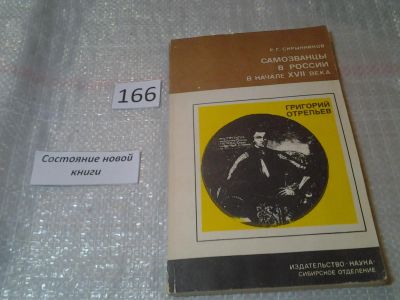 166
Состояние новой
книги
Р. Г. СКРЫННИКОВ
САМОЗВАНЦЫ
В РОССИИ
В НАЧАЛЕ XVII ВЕКА
ГРИГОРИЙ
ОТРЕПЬЕВ
ИЗДАТЕЛЬСТВО ·НАУКА·
СИБИРСКОЕ ОТДЕЛЕНИЕ